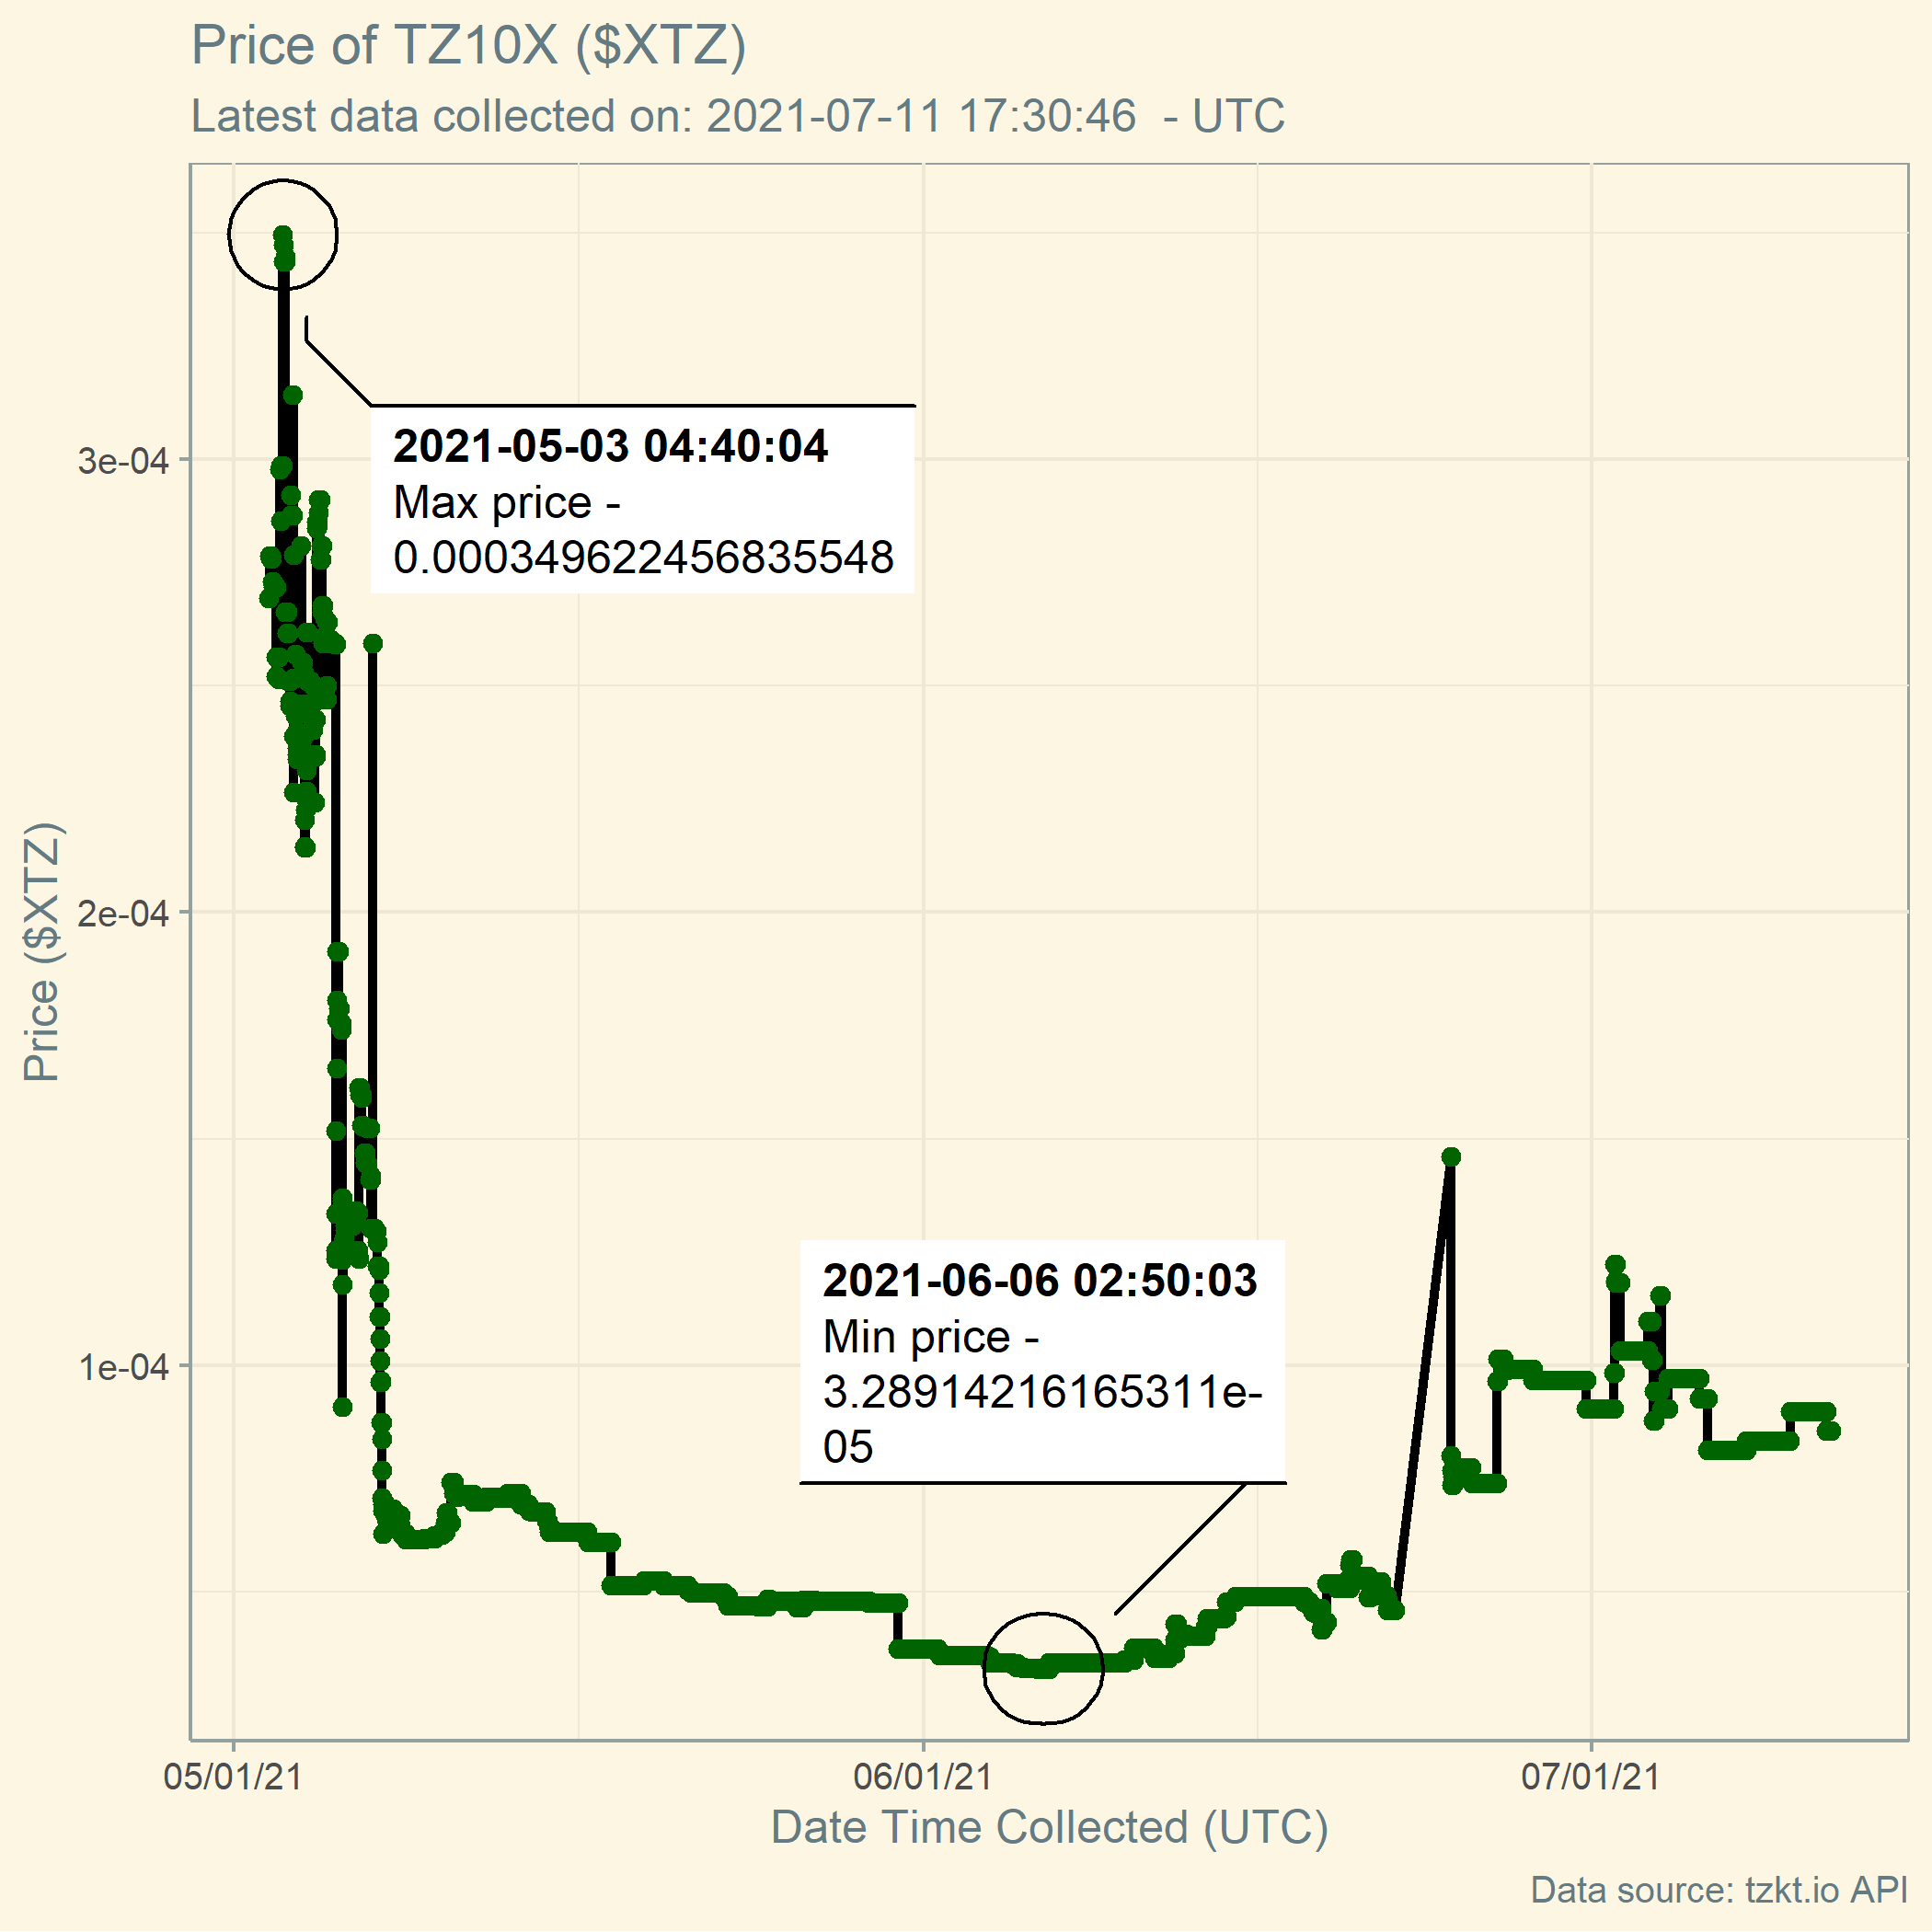 Price of TZ10X ($XTZ)
Latest data collected on: 2021-07-11 17:30:46  - UTC
2021-05-03 04:40:04
Max price -
0.000349622456835548
3e-04
2e-04
1e-04
Price ($XTZ)
2021-06-06 02:50:03
Min price -
3.28914216165311e-
05
05/01/21
06/01/21
07/01/21
Date Time Collected (UTC)
Data source: tzkt.io API